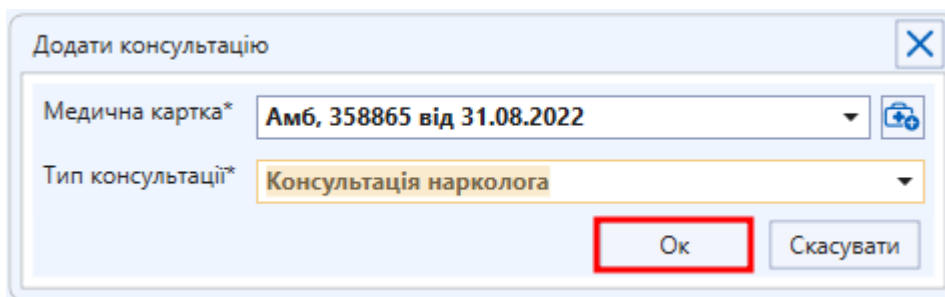 Додати консультацію
Медична картка* Амб, 358865 від 31.08.2022
Тип консультації* Консультація нарколога
Ок Скасувати